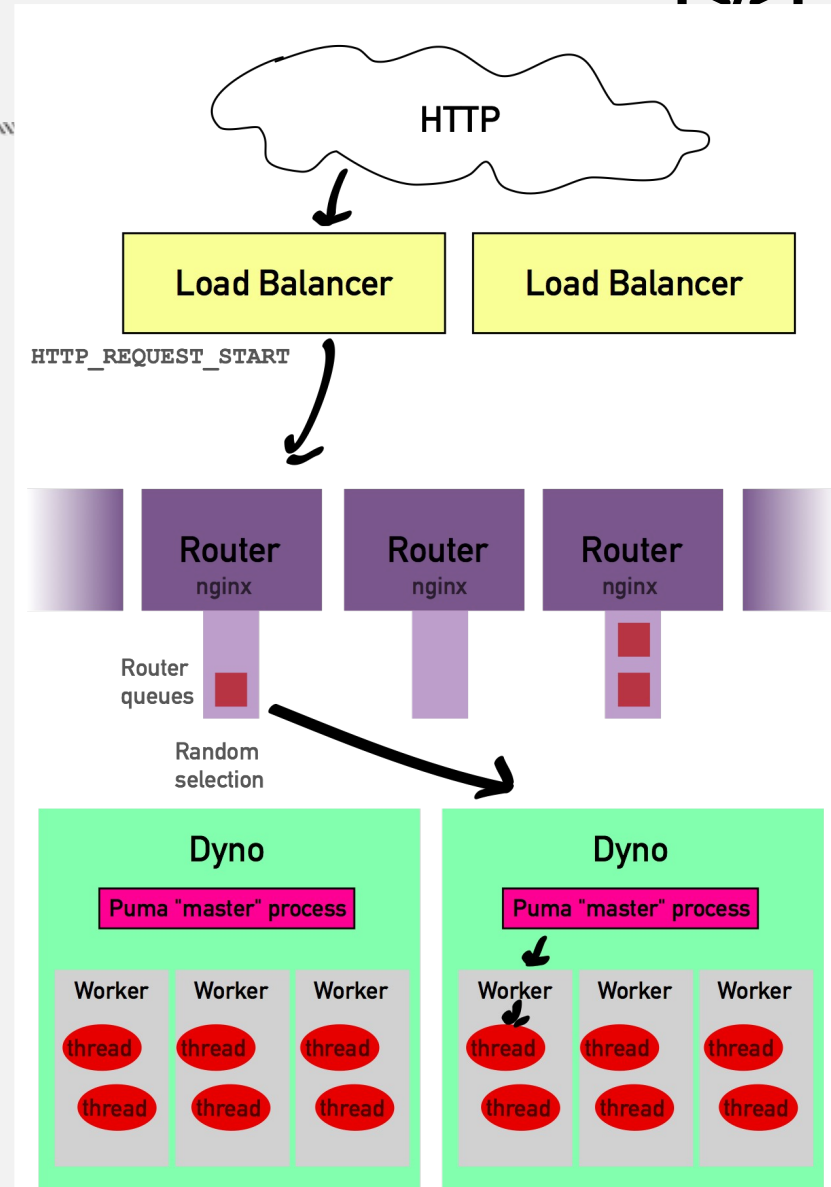 HTTP
Load Balancer
Load Balancer
HTTP_REQUEST_START
Router
nginx
Router
nginx
Router
nginx
Router
queues
Random
selection
Dyno
Puma "master" process
Worker
Worker
Worker
thread
thread
thread
thread
thread
thread
Dyno
Puma "master" process
Worker
Worker
Worker
thread
thread
thread
thread
thread
thread